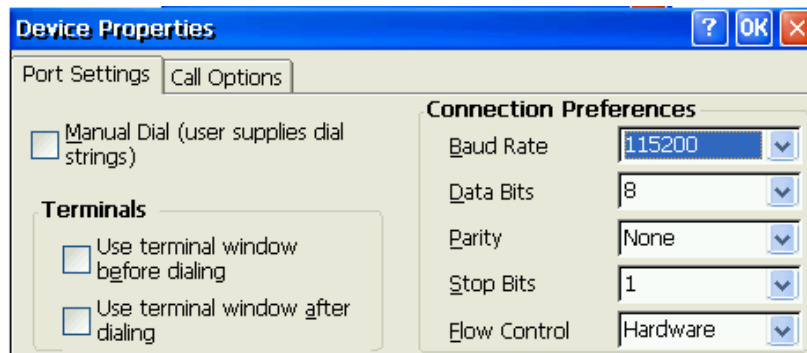 Device Properties
? OK ×
Port Settings Call Options
Manual Dial (user supplies dial
strings)
Terminals
Use terminal window
before dialing
Use terminal window after
dialing
Connection Preferences
Baud Rate 115200
Data Bits 8
Parity None
Stop Bits 1
Flow Control Hardware